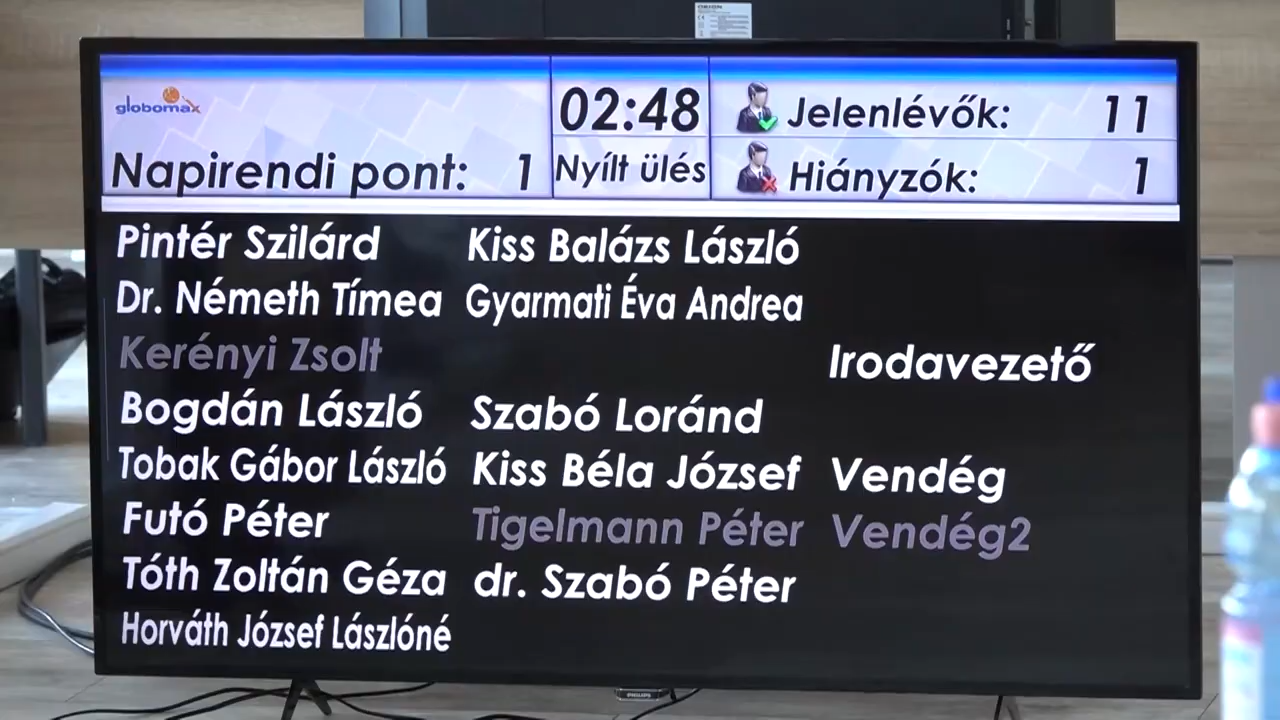 ORION
globomax
Napirendi pont: 1
02:48
Nyílt ülés
Jelenlévők: 11
Hiányzók: 1
Pintér Szilárd
Dr. Németh Tímea
Kerényi Zsolt
Bogdán László
Tobak Gábor László
Futó Péter
Tóth Zoltán Géza
Horváth József Lászlóné
Kiss Balázs László
Gyarmati Éva Andrea
Szabó Loránd
Kiss Béla József
Tigelmann Péter
dr. Szabó Péter
Irodavezető
Vendég
Vendég2
PHILIPS